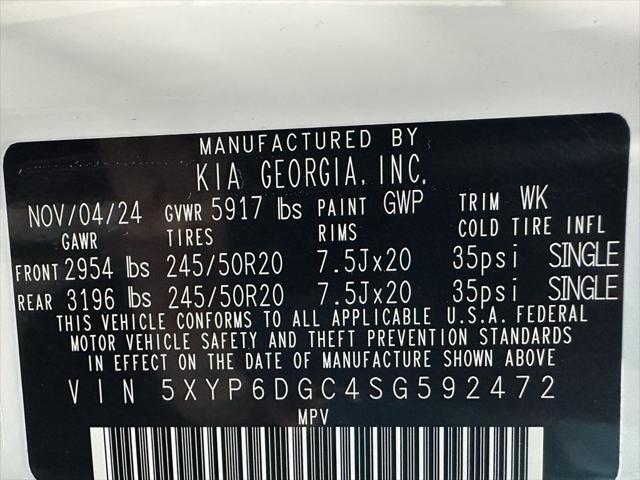 MANUFACTURED BY
KIA GEORGIA, INC.
NOV/04/24 GVWR 5917 lbs PAINT GWP TRIM WK
GAWR TIRES RIMS COLD TIRE INFL
FRONT 2954 lbs 245/50R20 7.5Jx20 35psi SINGLE
REAR 3196 lbs 245/50R20 7.5Jx20 35psi SINGLE
THIS VEHICLE CONFORMS TO ALL APPLICABLE U.S.A. FEDERAL
MOTOR VEHICLE SAFETY AND THEFT PREVENTION STANDARDS
IN EFFECT ON THE DATE OF MANUFACTURE SHOWN ABOVE
VIN 5XYP6DGC4SG592472
MPV